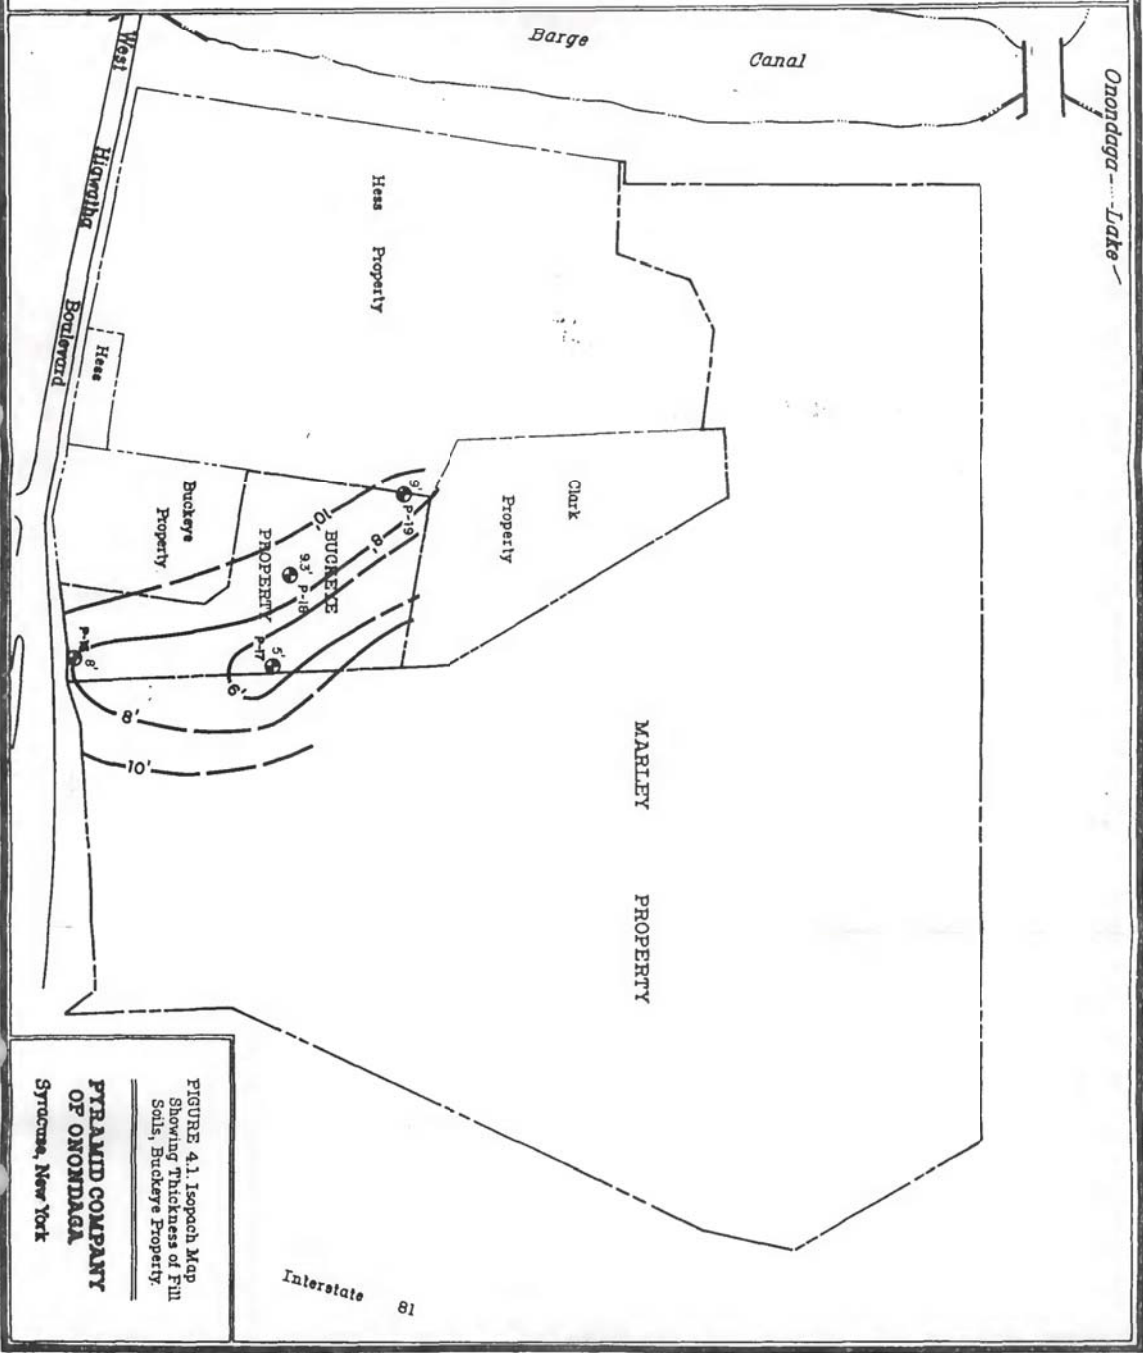 Barge
Canal
Onondaga Lake
West Hiawatha Boulevard
Hess Property
Hess
Clark
Property
Buckeye
Property
BUCKEYE
PROPERTY
9'
P-19
10'
8'
9.3'
P-18
5'
P-17
6'
8'
8'
10'
MARLEY PROPERTY
Interstate 81
FIGURE 4.1. Isopach Map
Showing Thickness of Fill
Soils, Buckeye Property.
PYRAMID COMPANY
OF ONONDAGA
Syracuse, New York